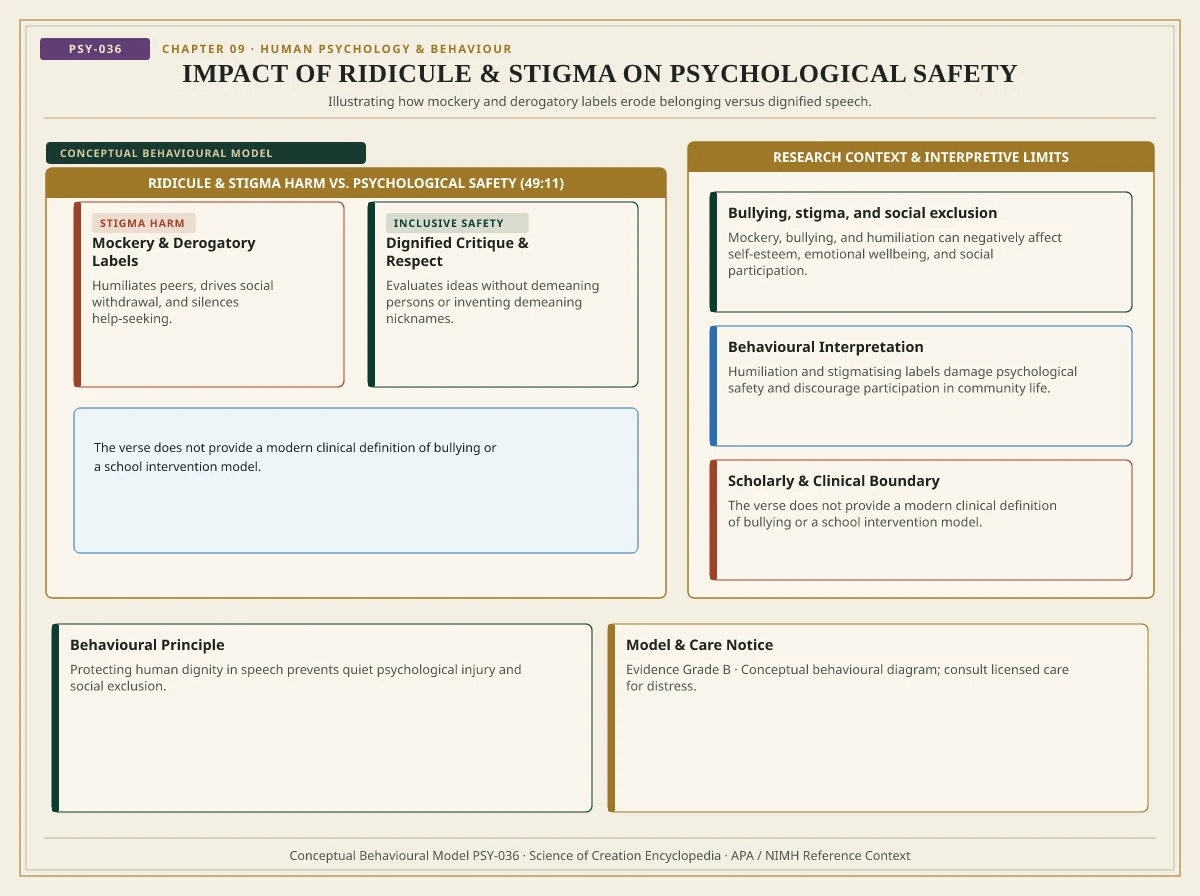 PSY-036
CHAPTER 09 · HUMAN PSYCHOLOGY & BEHAVIOUR
IMPACT OF RIDICULE & STIGMA ON PSYCHOLOGICAL SAFETY
Illustrating how mockery and derogatory labels erode belonging versus dignified speech.
CONCEPTUAL BEHAVIOURAL MODEL
RIDICULE & STIGMA HARM VS. PSYCHOLOGICAL SAFETY (49:11)
STIGMA HARM
Mockery & Derogatory
Labels
Humiliates peers, drives social
withdrawal, and silences
help-seeking.
INCLUSIVE SAFETY
Dignified Critique &
Respect
Evaluates ideas without demeaning
persons or inventing demeaning
nicknames.
The verse does not provide a modern clinical definition of bullying or
a school intervention model.
RESEARCH CONTEXT & INTERPRETIVE LIMITS
Bullying, stigma, and social exclusion
Mockery, bullying, and humiliation can negatively affect
self-esteem, emotional wellbeing, and social
participation.
Behavioural Interpretation
Humiliation and stigmatising labels damage psychological
safety and discourage participation in community life.
Scholarly & Clinical Boundary
The verse does not provide a modern clinical definition
of bullying or a school intervention model.
Behavioural Principle
Protecting human dignity in speech prevents quiet psychological injury and
social exclusion.
Model & Care Notice
Evidence Grade B · Conceptual behavioural diagram; consult licensed care
for distress.
Conceptual Behavioural Model PSY-036 · Science of Creation Encyclopedia · APA / NIMH Reference Context